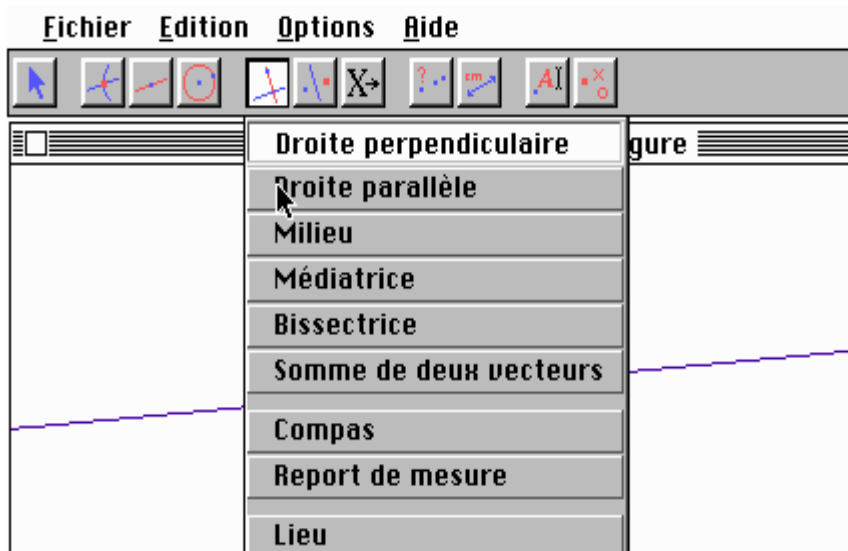 Fichier Edition Options Aide
X
? cm A
x
o
Droite perpendiculaire
gure
Droite parallèle
Milieu
Médiatrice
Bissectrice
Somme de deux vecteurs
Compas
Report de mesure
Lieu